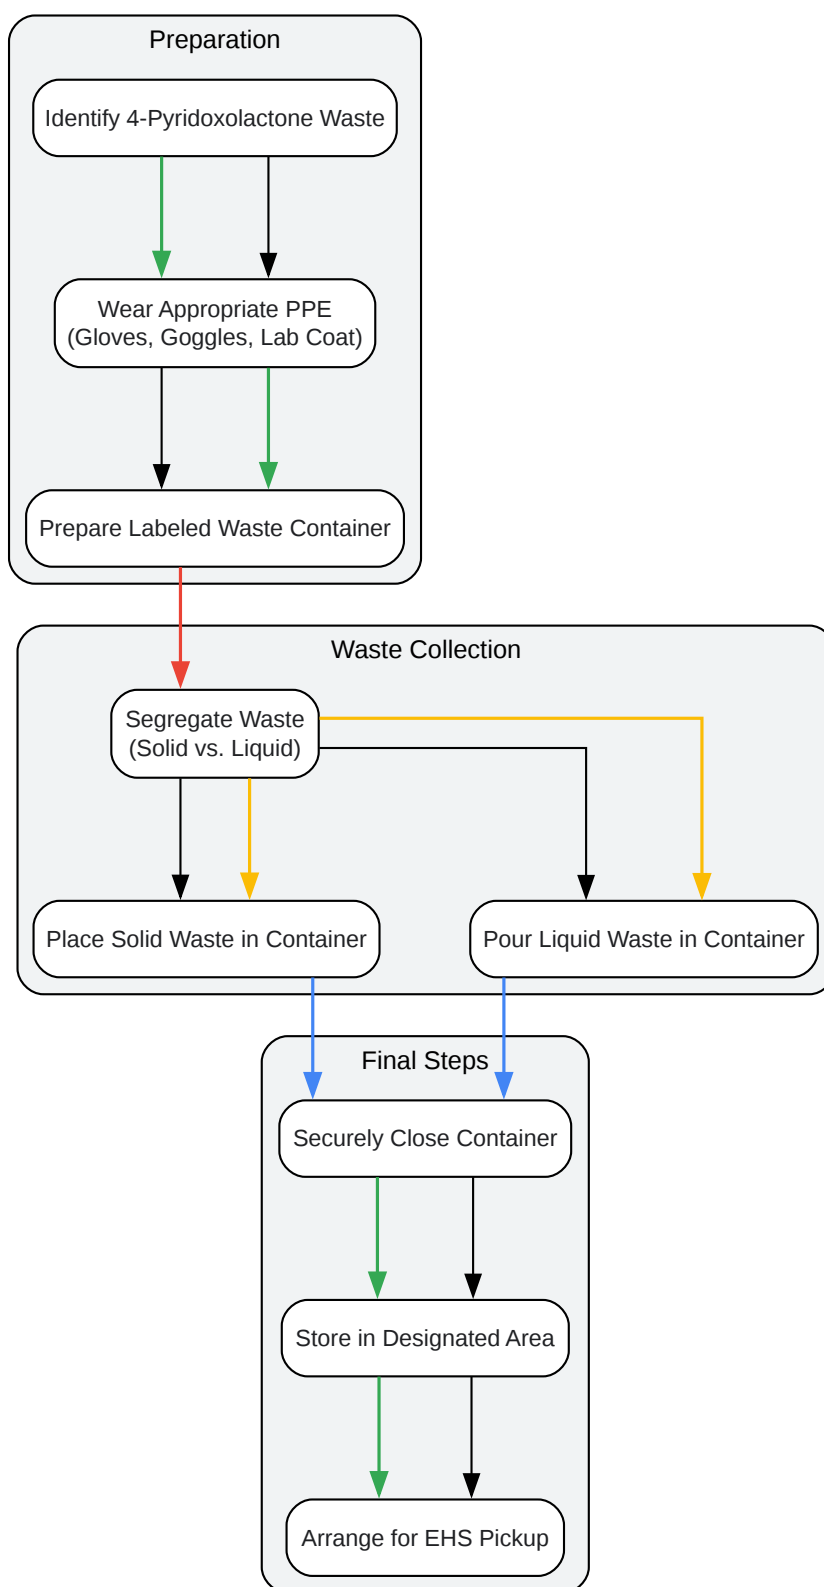 Preparation
Identify 4-Pyridoxolactone Waste
Wear Appropriate PPE
(Gloves, Goggles, Lab Coat)
Prepare Labeled Waste Container
Waste Collection
Segregate Waste
(Solid vs. Liquid)
Place Solid Waste in Container
Pour Liquid Waste in Container
Final Steps
Securely Close Container
Store in Designated Area
Arrange for EHS Pickup